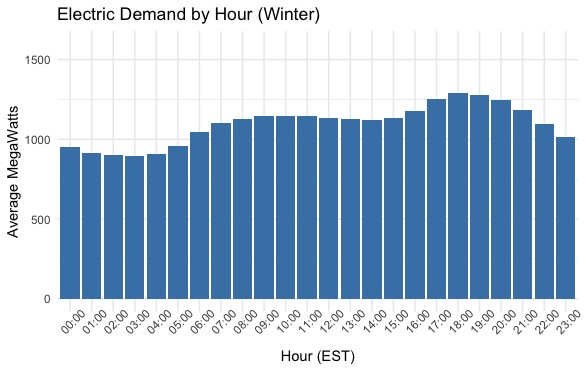 Electric Demand by Hour (Winter)
Average MegaWatts
1500
1000
500
0
00:00 01:00 02:00 03:00 04:00 05:00 06:00 07:00 08:00 09:00 10:00 11:00 12:00 13:00 14:00 15:00 16:00 17:00 18:00 19:00 20:00 21:00 22:00 23:00
Hour (EST)